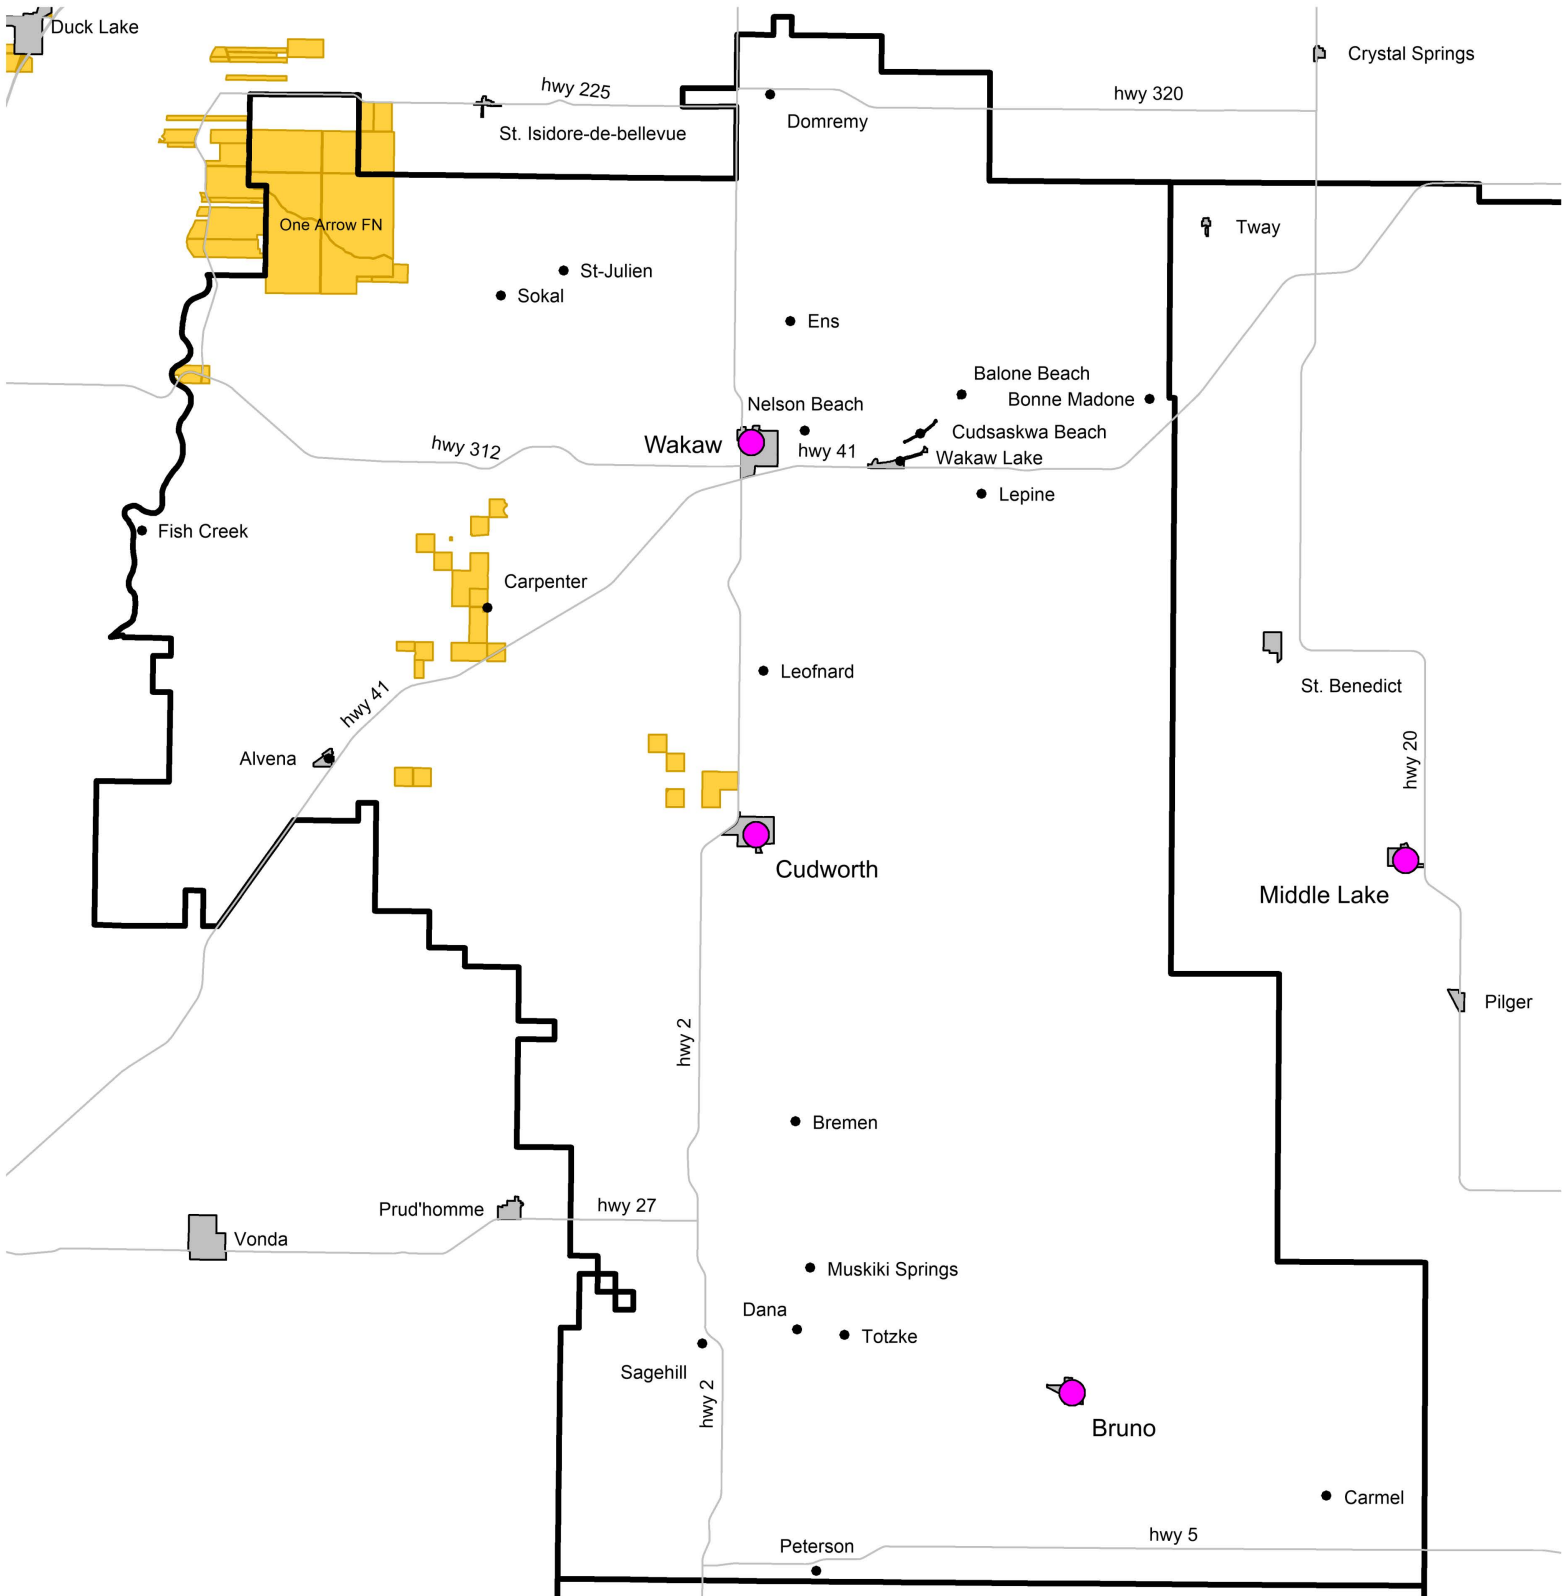 Duck Lake
Crystal Springs
hwy 225
hwy 320
Domremy
St. Isidore-de-bellevue
One Arrow FN
Tway
St-Julien
Sokal
Ens
Balone Beach
Bonne Madone
Nelson Beach
Cudsaskwa Beach
Wakaw
hwy 312
hwy 41
Wakaw Lake
Lepine
Fish Creek
Carpenter
Leofnard
St. Benedict
hwy 41
Alvena
hwy 20
Cudworth
Middle Lake
Pilger
hwy 2
Bremen
Prud'homme
hwy 27
Vonda
Muskiki Springs
Dana
Totzke
Sagehill
hwy 2
Bruno
Carmel
hwy 5
Peterson